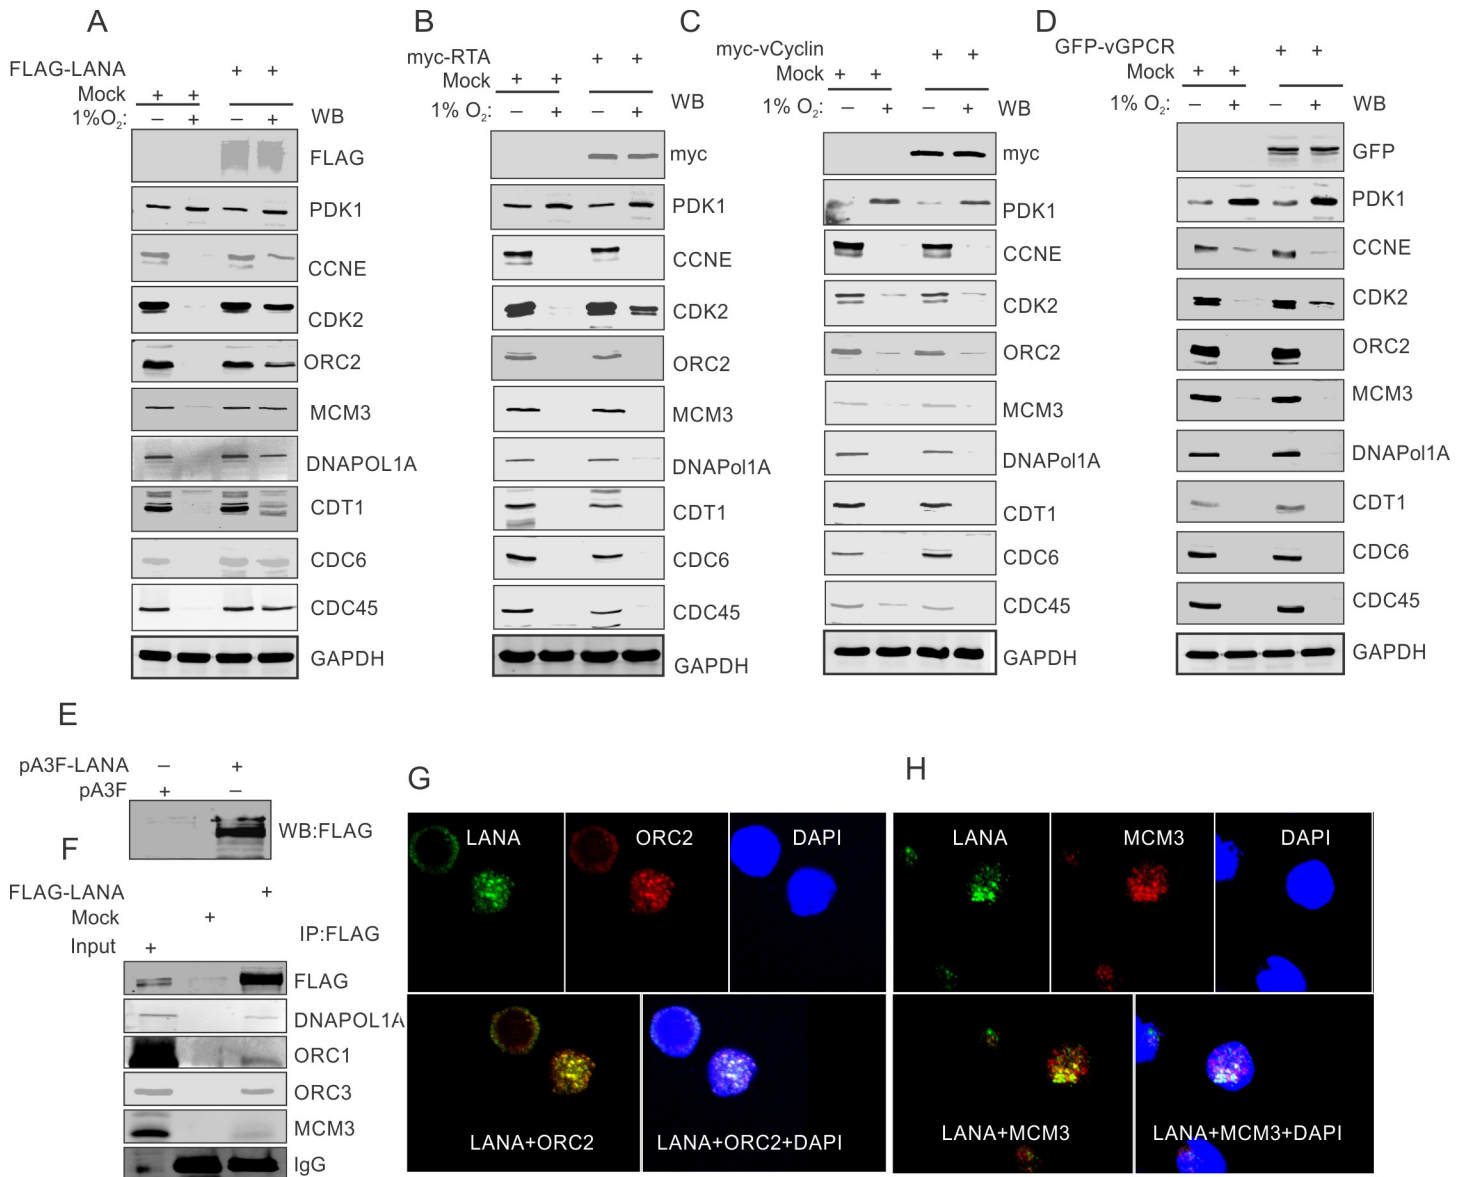 A
FLAG-LANA + +
Mock + +
1%O2: – + – + WB
FLAG
PDK1
CCNE
CDK2
ORC2
MCM3
DNAPOL1A
CDT1
CDC6
CDC45
GAPDH
B
myc-RTA + +
Mock + +
1% O2: – + – +
WB
myc
PDK1
CCNE
CDK2
ORC2
MCM3
DNAPol1A
CDT1
CDC6
CDC45
GAPDH
C
myc-vCyclin + +
Mock + +
1% O2: – + – + WB
myc
PDK1
CCNE
CDK2
ORC2
MCM3
DNAPol1A
CDT1
CDC6
CDC45
GAPDH
D
GFP-vGPCR + +
Mock + +
1% O2: – + – + WB
GFP
PDK1
CCNE
CDK2
ORC2
MCM3
DNAPol1A
CDT1
CDC6
CDC45
GAPDH
E
pA3F-LANA – +
pA3F + –
WB:FLAG
F
FLAG-LANA +
Mock +
Input +
IP:FLAG
FLAG
DNAPOL1A
ORC1
ORC3
MCM3
IgG
G
LANA ORC2 DAPI
LANA+ORC2 LANA+ORC2+DAPI
H
LANA MCM3 DAPI
LANA+MCM3 LANA+MCM3+DAPI